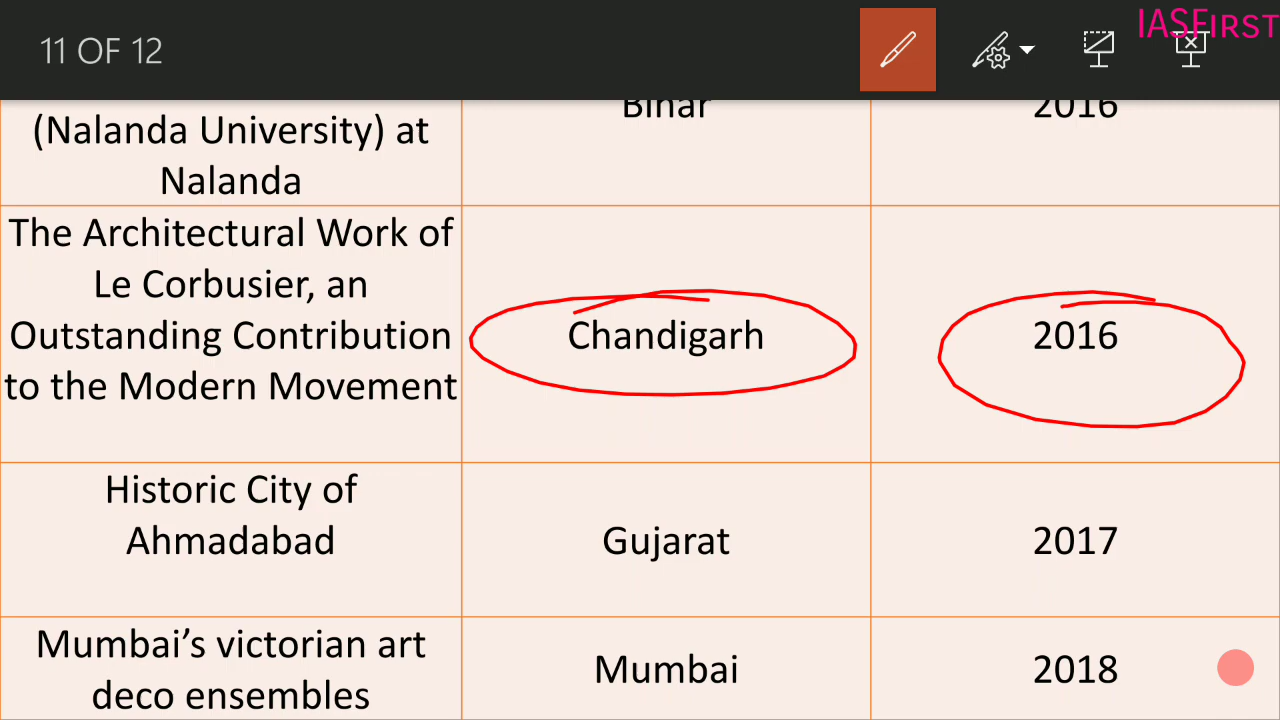 11 OF 12
IASFIRST
(Nalanda University) at
Nalanda
Bihar
2016
The Architectural Work of
Le Corbusier, an
Outstanding Contribution
to the Modern Movement
Chandigarh
2016
Historic City of
Ahmadabad
Gujarat
2017
Mumbai’s victorian art
deco ensembles
Mumbai
2018